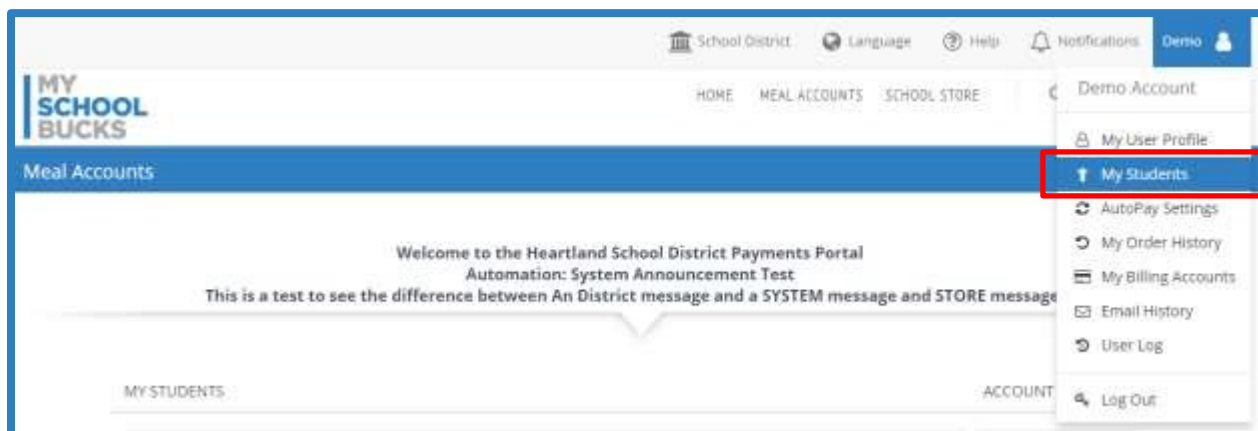 School District Language Help Notifications Demo
MY
SCHOOL
BUCKS
HOME MEAL ACCOUNTS SCHOOL STORE
Demo Account
My User Profile
My Students
AutoPay Settings
My Order History
My Billing Accounts
Email History
User Log
Log Out
Meal Accounts
Welcome to the Heartland School District Payments Portal
Automation: System Announcement Test
This is a test to see the difference between An District message and a SYSTEM message and STORE message
MY STUDENTS
ACCOUNT